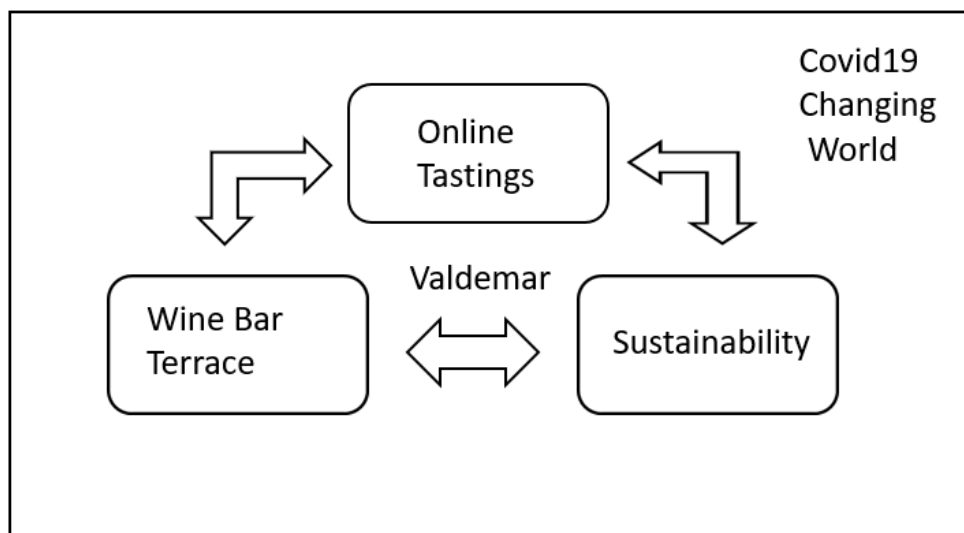 Covid19
Changing
World
Online
Tastings
Valdemar
Wine Bar
Terrace
Sustainability